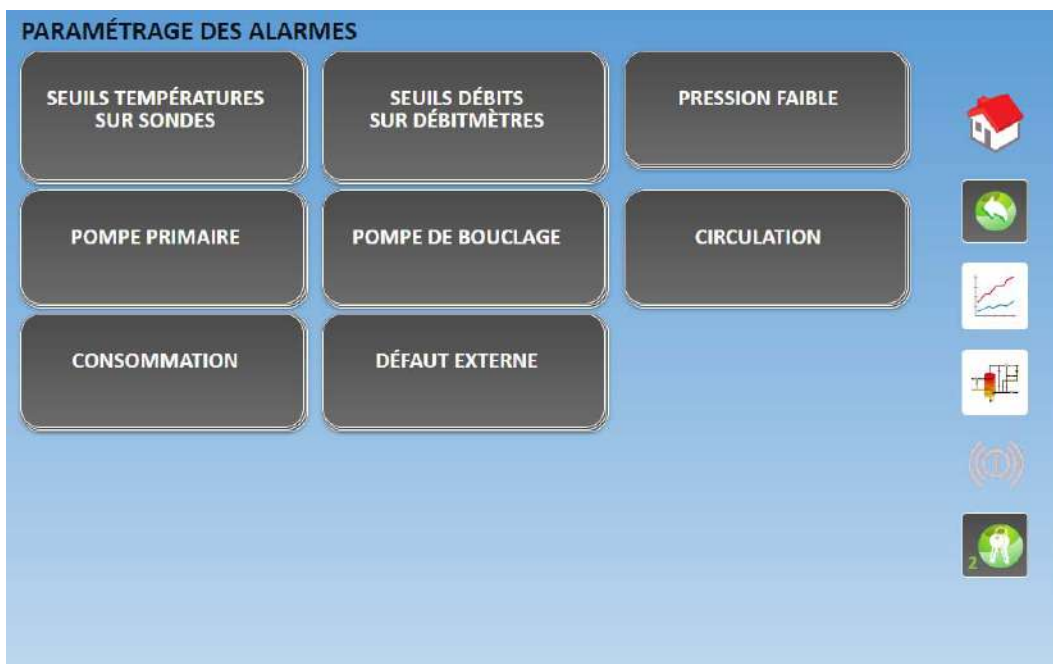 PARAMÉTRAGE DES ALARMES
SEUILS TEMPÉRATURES
SUR SONDES
SEUILS DÉBITS
SUR DÉBITMÈTRES
PRESSION FAIBLE
POMPE PRIMAIRE
POMPE DE BOUCLAGE
CIRCULATION
CONSOMMATION
DÉFAUT EXTERNE
2